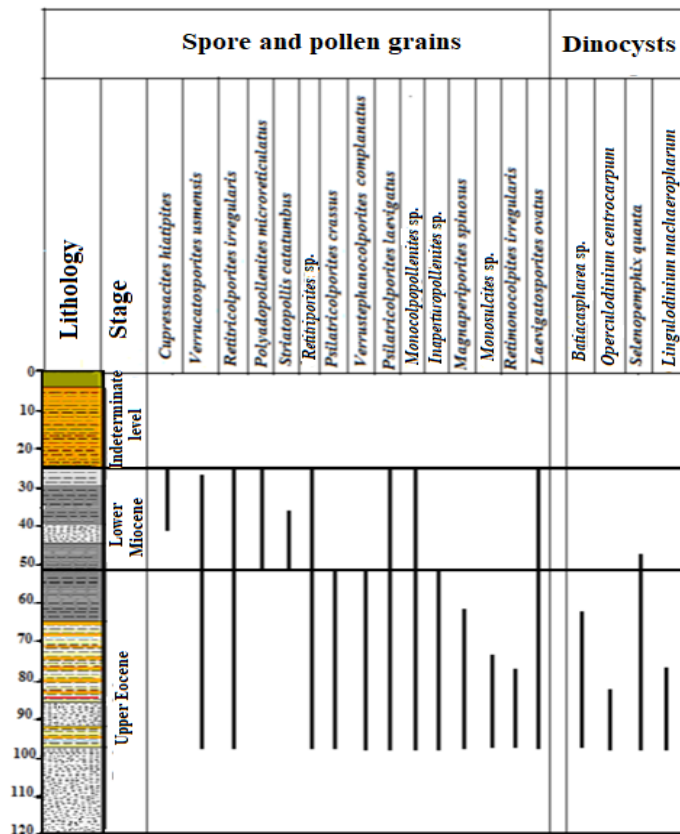 Spore and pollen grains
Dinocysts
Lithology
Stage
Cupressacites hiatipites
Verrucatosporites usmensis
Retitricolporites irregularis
Polyadopollenites microreticulatus
Striatopollis catatumbus
Retitriporites sp.
Psilatricolporites crassus
Verrustephanocolporites complanatus
Psilatricolporites laevigatus
Monocolpopollenites sp.
Inaperturopollenites sp.
Magnaperiporites spinosus
Monosulcites sp.
Retimonocolpites irregularis
Laevigatosporites ovatus
Batiacasphaera sp.
Operculodinium centrocarpum
Selenopemphix quanta
Lingulodinium machaeropharum
0
10
20
30
40
50
60
70
80
90
100
110
120
Indeterminate
level
Lower
Miocene
Upper Eocene